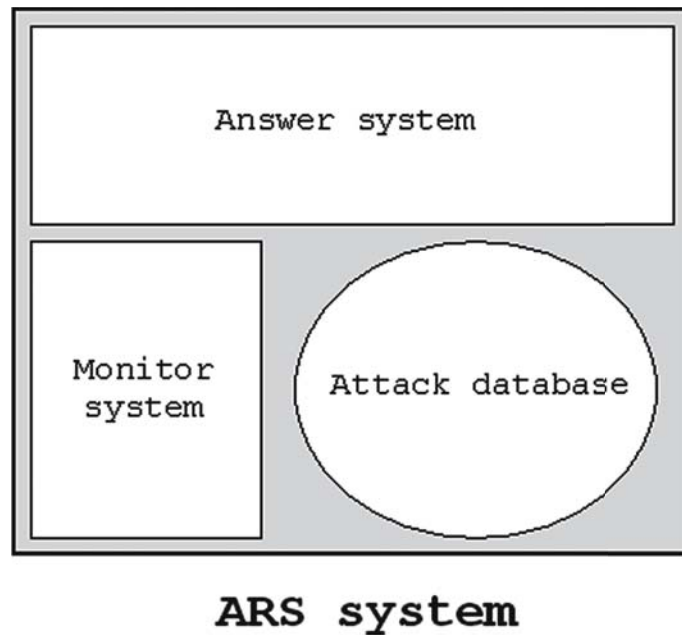 Answer system
Monitor
system
Attack database
ARS system